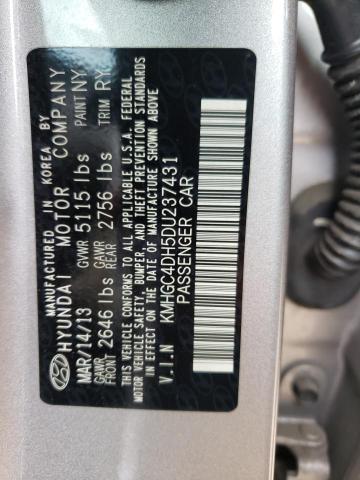 MANUFACTURED IN KOREA BY
HYUNDAI MOTOR COMPANY
MAR/14/13 GVWR 5115 lbs PAINT NY
GAWR FRONT 2646 lbs GAWR REAR 2756 lbs TRIM RY
THIS VEHICLE CONFORMS TO ALL APPLICABLE U.S.A. FEDERAL
MOTOR VEHICLE SAFETY, BUMPER, AND THEFT PREVENTION STANDARDS
IN EFFECT ON THE DATE OF MANUFACTURE SHOWN ABOVE
V.I.N KMHGC4DH5DU237431
PASSENGER CAR